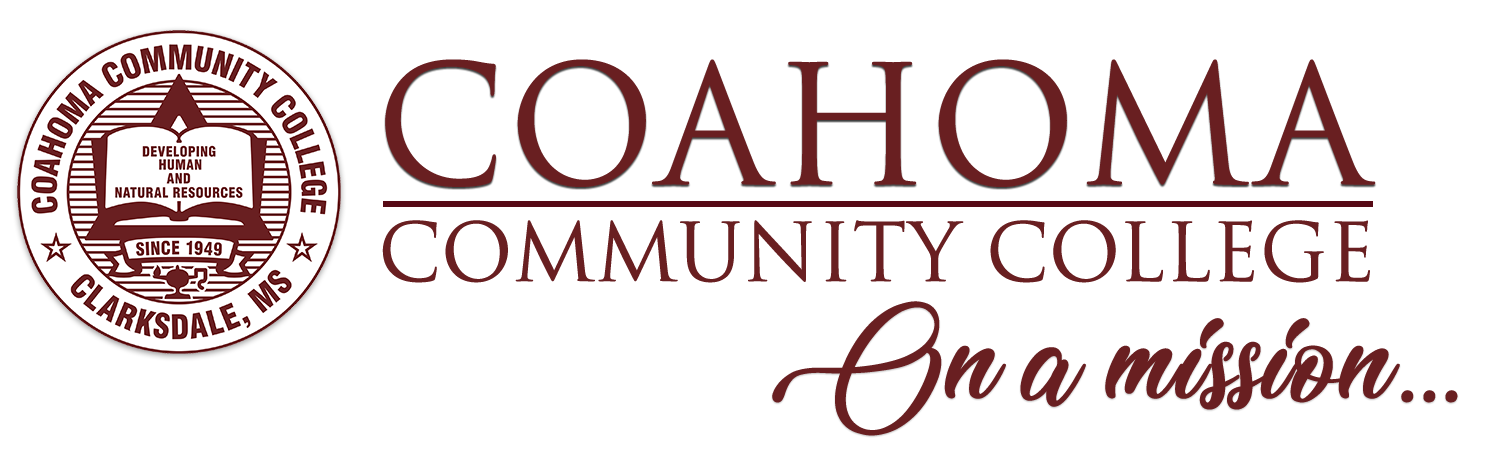 COAHOMA COMMUNITY COLLEGE
DEVELOPING
HUMAN
AND
NATURAL RESOURCES
SINCE 1949
CLARKSDALE, MS
COAHOMA
COMMUNITY COLLEGE
On a mission...